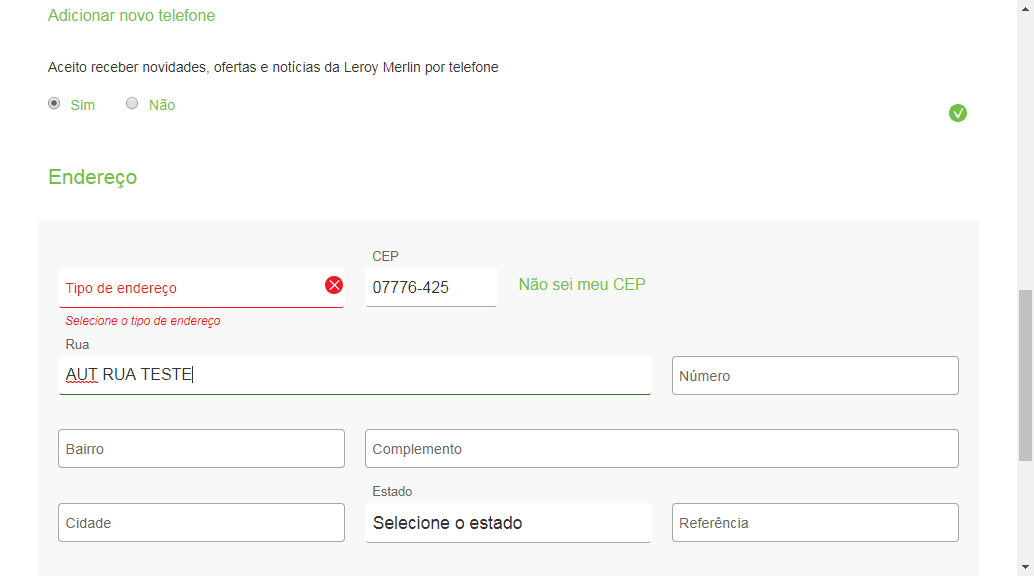 Adicionar novo telefone
Aceito receber novidades, ofertas e notícias da Leroy Merlin por telefone
Sim Não
Endereço
CEP
Tipo de endereço 07776-425 Não sei meu CEP
Selecione o tipo de endereço
Rua
AUT RUA TESTE Número
Bairro Complemento
Estado
Cidade Selecione o estado Referência